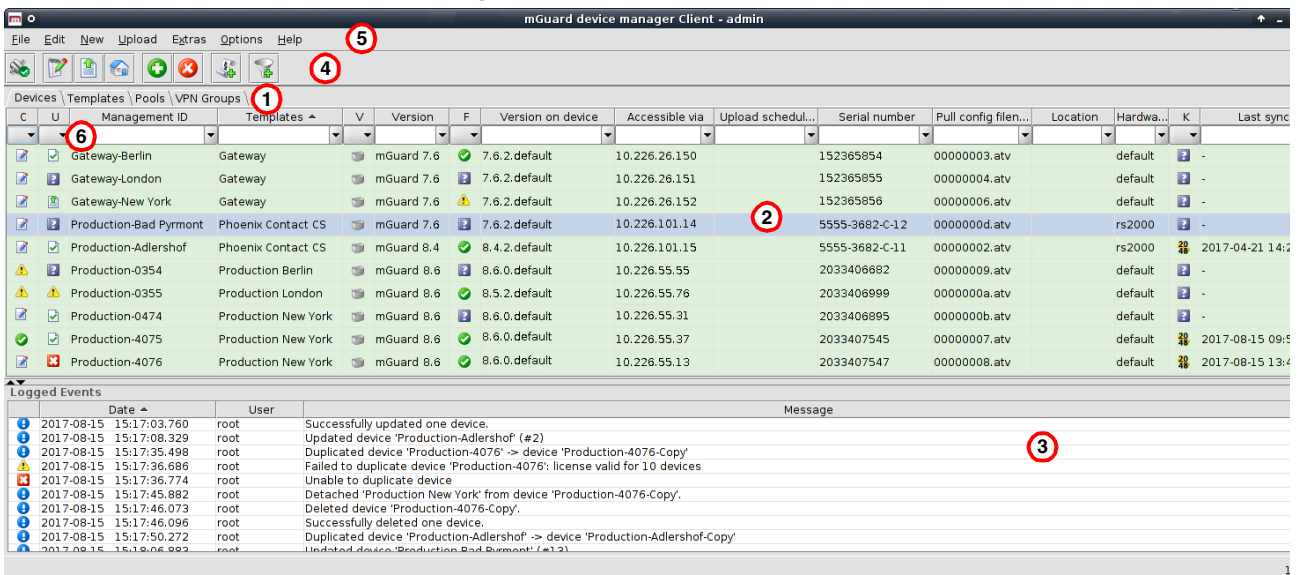 mGuard device manager Client - admin
File Edit New Upload Extras Options Help 5
4
Devices Templates Pools VPN Groups 1
C U Management ID Templates V Version F Version on device Accessible via Upload schedul... Serial number Pull config filen... Location Hardwa... K Last sync
6
Gateway-Berlin Gateway mGuard 7.6 7.6.2.default 10.226.26.150 152365854 00000003.atv default ? -
? Gateway-London Gateway mGuard 7.6 ? 7.6.2.default 10.226.26.151 152365855 00000004.atv default ? -
Gateway-New York Gateway mGuard 7.6 7.6.2.default 10.226.26.152 152365856 00000006.atv default ? -
? Production-Bad Pyrmont Phoenix Contact CS mGuard 7.6 ? 7.6.2.default 10.226.101.14 2 5555-3682-C-12 0000000d.atv rs2000 ? -
Production-Adlershof Phoenix Contact CS mGuard 8.4 8.4.2.default 10.226.101.15 5555-3682-C-11 00000002.atv rs2000 2048 2017-04-21 14:2
? Production-0354 Production Berlin mGuard 8.6 ? 8.6.0.default 10.226.55.55 2033406682 00000009.atv default ? -
Production-0355 Production London mGuard 8.6 8.5.2.default 10.226.55.76 2033406999 0000000a.atv default ? -
Production-0474 Production New York mGuard 8.6 ? 8.6.0.default 10.226.55.31 2033406895 0000000b.atv default ? -
Production-4075 Production New York mGuard 8.6 8.6.0.default 10.226.55.37 2033407545 00000007.atv default 2048 2017-08-15 09:5
Production-4076 Production New York mGuard 8.6 8.6.0.default 10.226.55.13 2033407547 00000008.atv default 2048 2017-08-15 13:4
Logged Events
Date User Message
2017-08-15 15:17:03.760 root Successfully updated one device.
2017-08-15 15:17:08.329 root Updated device 'Production-Adlershof' (#2)
2017-08-15 15:17:35.498 root Duplicated device 'Production-4076' -> device 'Production-4076-Copy' 3
2017-08-15 15:17:36.686 root Failed to duplicate device 'Production-4076': license valid for 10 devices
2017-08-15 15:17:36.774 root Unable to duplicate device
2017-08-15 15:17:45.882 root Detached 'Production New York' from device 'Production-4076-Copy'.
2017-08-15 15:17:46.073 root Deleted device 'Production-4076-Copy'.
2017-08-15 15:17:46.096 root Successfully deleted one device.
2017-08-15 15:17:50.272 root Duplicated device 'Production-Adlershof' -> device 'Production-Adlershof-Copy'
2017-08-15 15:18:06.883 root Updated device 'Production-Bad Pyrmont' (#13)
1